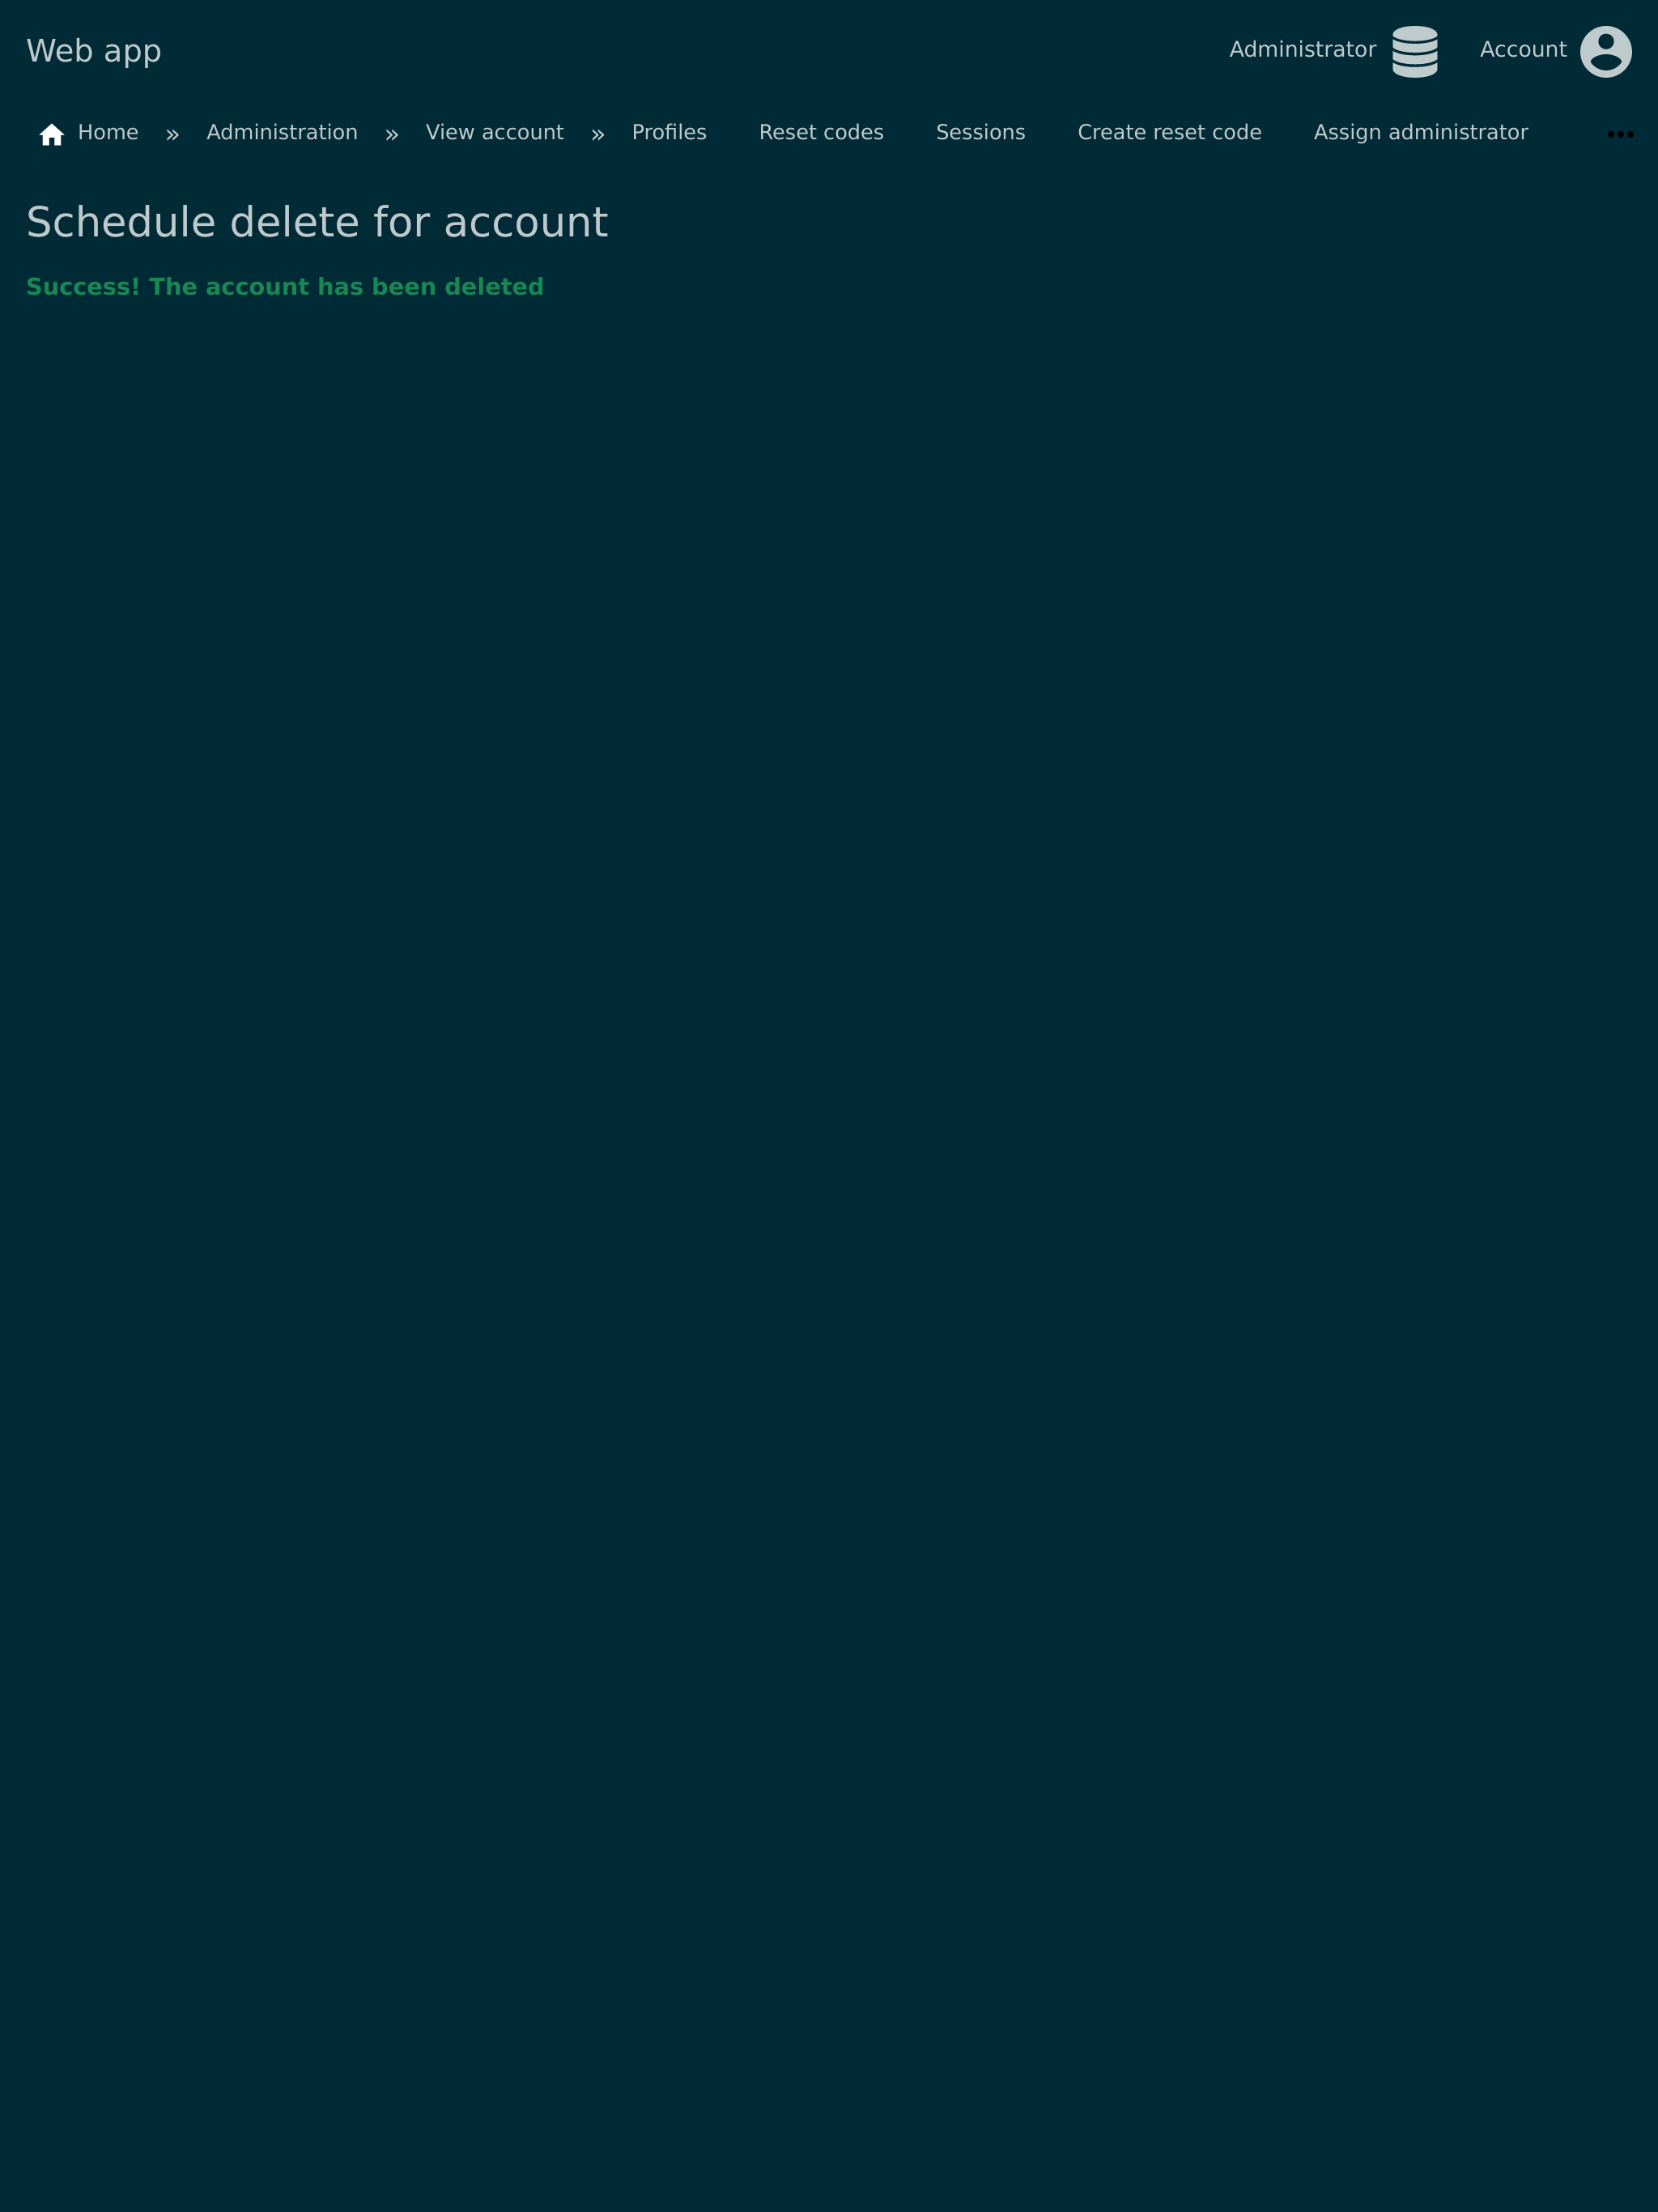 Web app
Administrator Account
Home » Administration » View account » Profiles Reset codes Sessions Create reset code Assign administrator
Schedule delete for account
Success! The account has been deleted